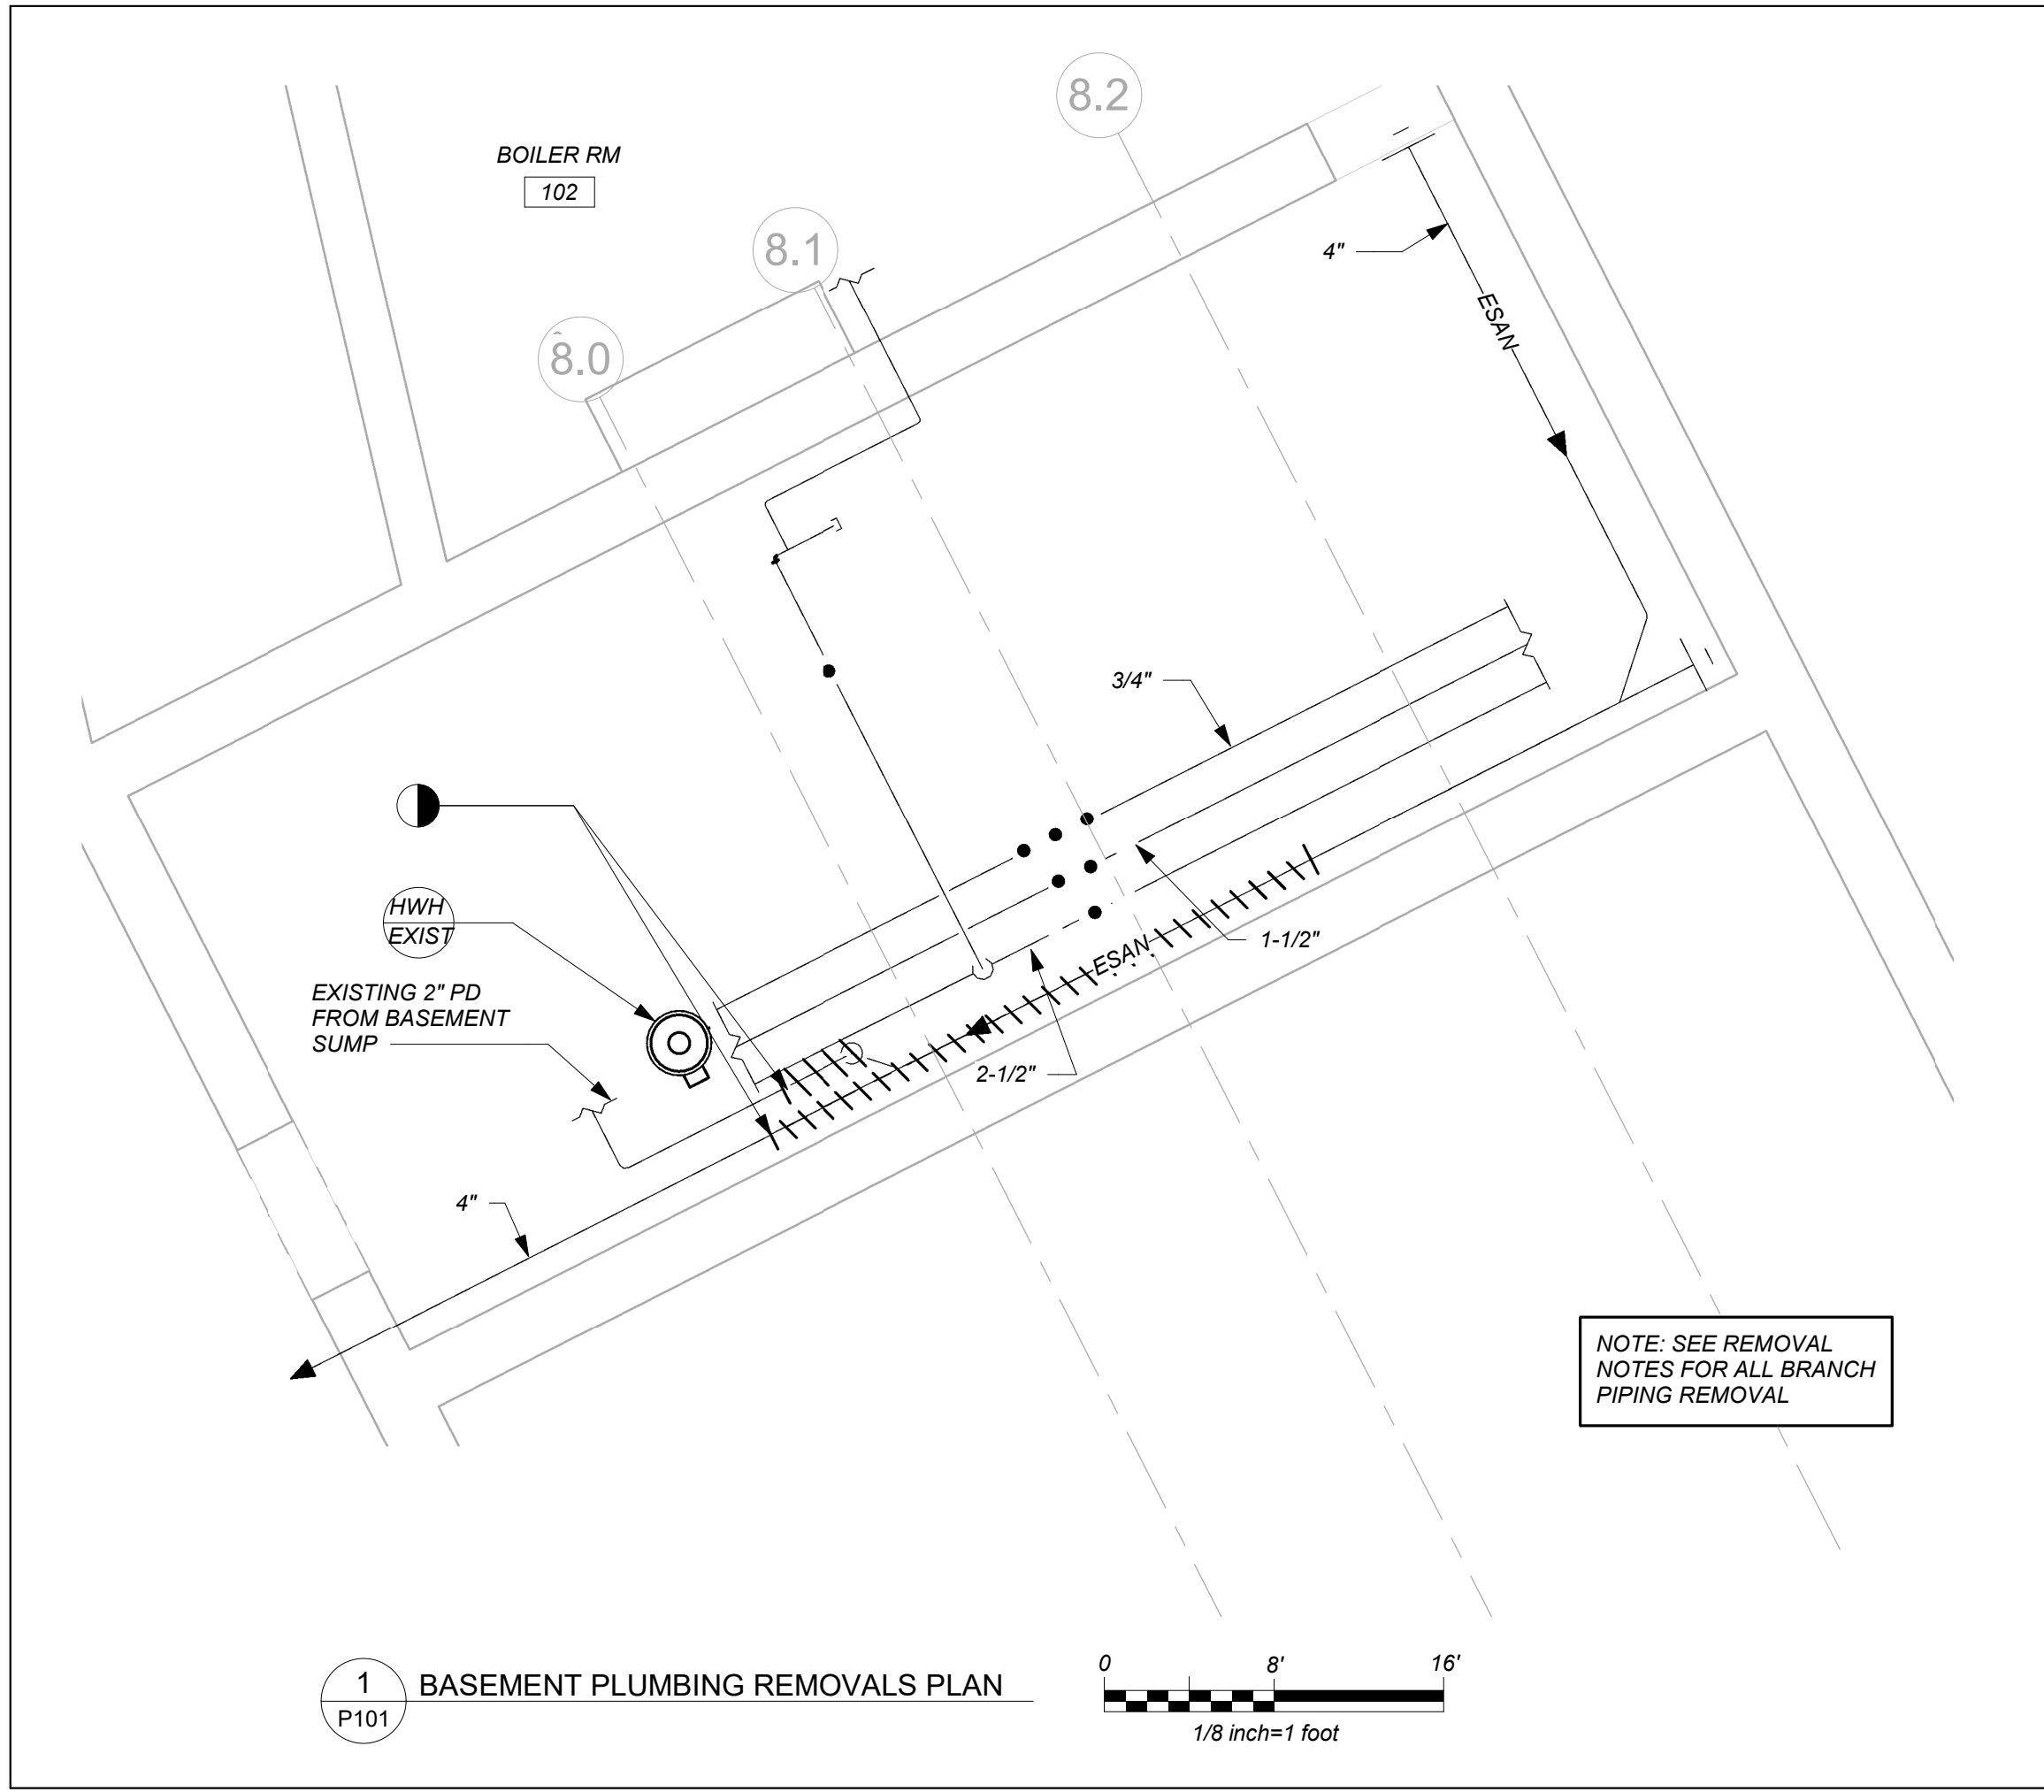 8.2
BOILER RM
102
8.1
4"
ESAN
8.0
3/4"
HWH
EXIST
1-1/2"
ESAN
EXISTING 2" PD
FROM BASEMENT
SUMP
2-1/2"
4"
NOTE: SEE REMOVAL
NOTES FOR ALL BRANCH
PIPING REMOVAL
1
P101
BASEMENT PLUMBING REMOVALS PLAN
0 8' 16'
1/8 inch=1 foot